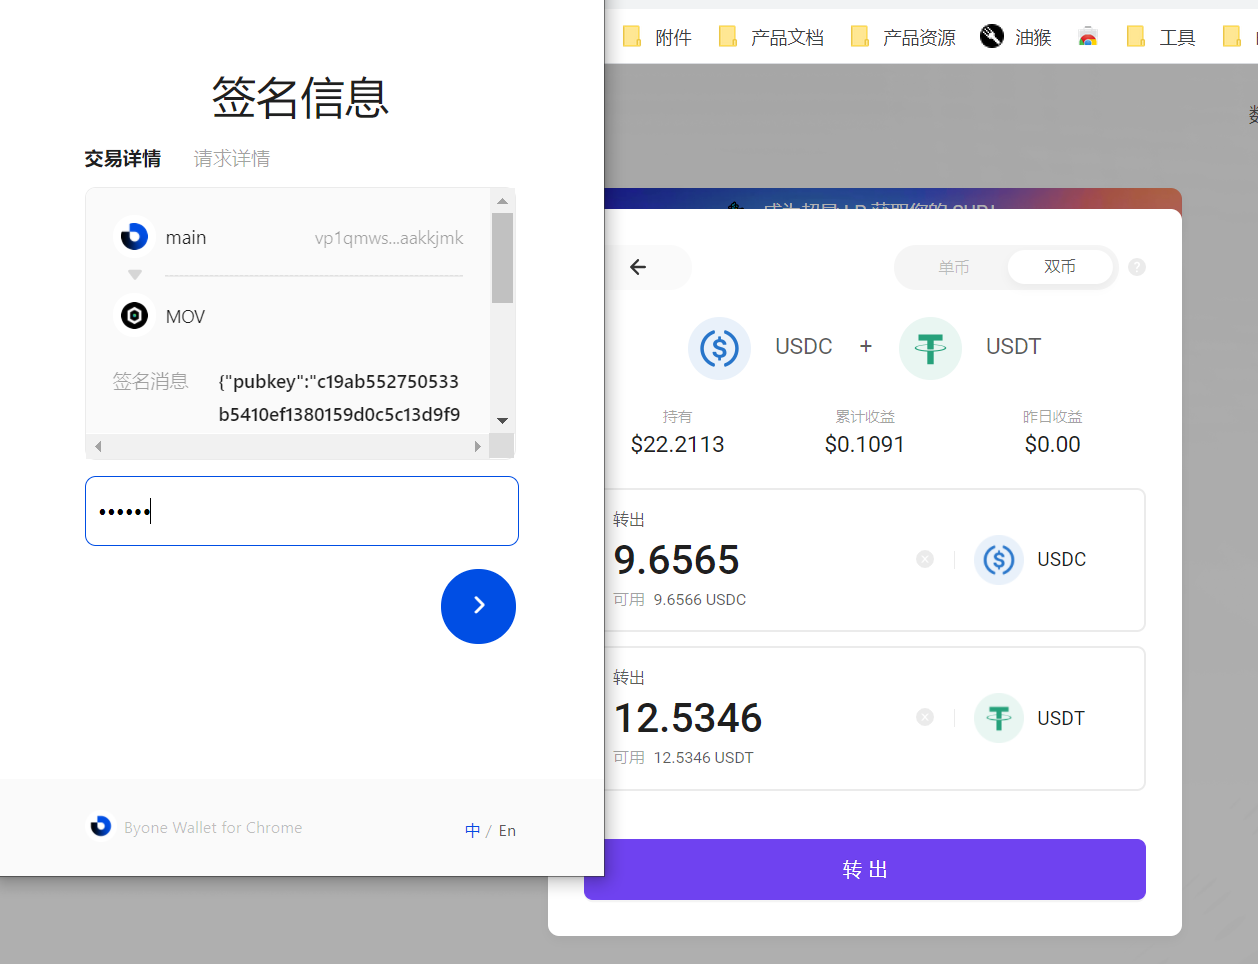 签名信息
交易详情 请求详情
main vp1qmws...aakkjmk
MOV
签名消息 {"pubkey":"c19ab552750533
b5410ef1380159d0c5c13d9f9
••••••
Byone Wallet for Chrome
中 / En
附件 产品文档 产品资源 油猴 工具
单币 双币 ?
USDC + USDT
持有 累计收益 昨日收益
$22.2113 $0.1091 $0.00
转出
9.6565 USDC
可用 9.6566 USDC
转出
12.5346 USDT
可用 12.5346 USDT
转出